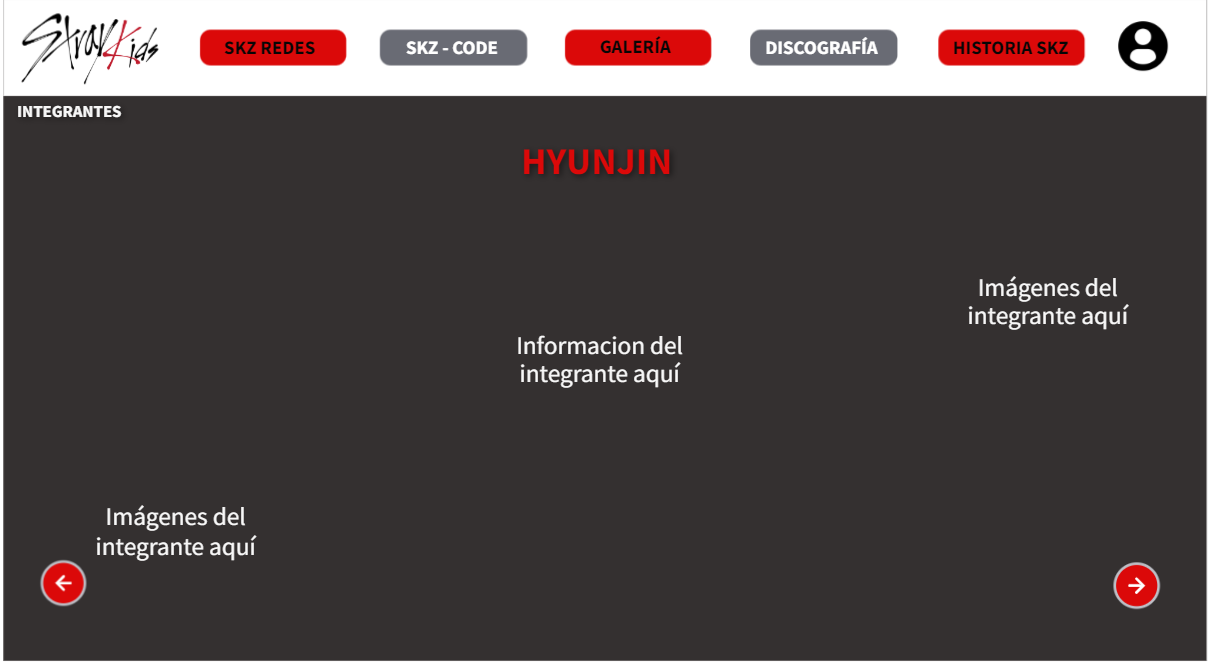 StrayKids
SKZ REDES
SKZ - CODE
GALERÍA
DISCOGRAFÍA
HISTORIA SKZ
INTEGRANTES
HYUNJIN
Imágenes del
integrante aquí
Informacion del
integrante aquí
Imágenes del
integrante aquí